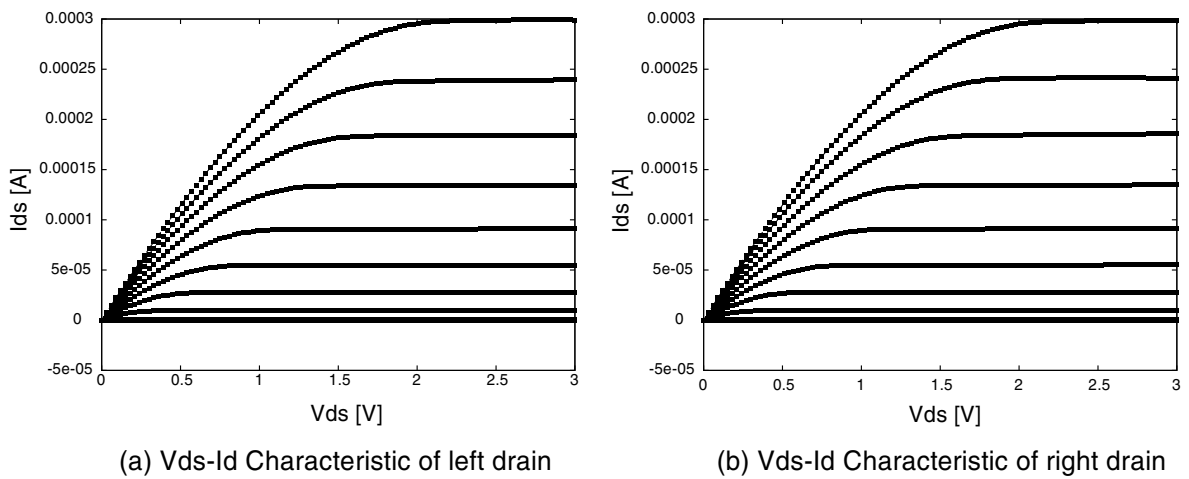 0.0003
0.00025
0.0002
0.00015
0.0001
5e-05
0
-5e-05
0
0.5
1
1.5
2
2.5
3
Ids [A]
Vds [V]
(a) Vds-Id Characteristic of left drain
0.0003
0.00025
0.0002
0.00015
0.0001
5e-05
0
-5e-05
0
0.5
1
1.5
2
2.5
3
Ids [A]
Vds [V]
(b) Vds-Id Characteristic of right drain